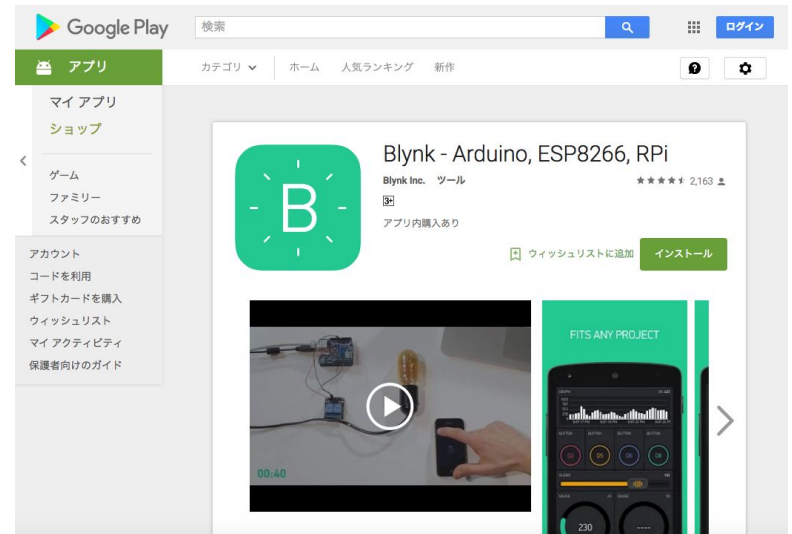 Google Play
検索
ログイン
アプリ
カテゴリ
ホーム
人気ランキング
新作
マイ アプリ
ショップ
ゲーム
ファミリー
スタッフのおすすめ
アカウント
コードを利用
ギフトカードを購入
ウィッシュリスト
マイ アクティビティ
保護者向けのガイド
B
Blynk - Arduino, ESP8266, RPi
Blynk Inc. ツール
2,163
3+
アプリ内購入あり
ウィッシュリストに追加
インストール
00:40
FITS ANY PROJECT
BUTTON BUTTON BUTTON BUTTON
230